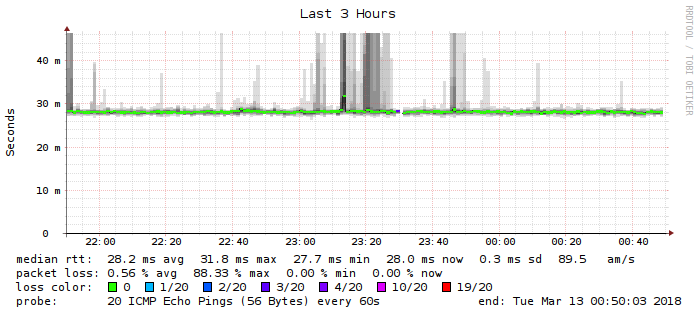 Last 3 Hours
RRDTOOL / TOBI OETIKER
Seconds
40 m
30 m
20 m
10 m
0
22:00 22:20 22:40 23:00 23:20 23:40 00:00 00:20 00:40
median rtt: 28.2 ms avg 31.8 ms max 27.7 ms min 28.0 ms now 0.3 ms sd 89.5 am/s
packet loss: 0.56 % avg 88.33 % max 0.00 % min 0.00 % now
loss color: 0 1/20 2/20 3/20 4/20 10/20 19/20
probe: 20 ICMP Echo Pings (56 Bytes) every 60s end: Tue Mar 13 00:50:03 2018